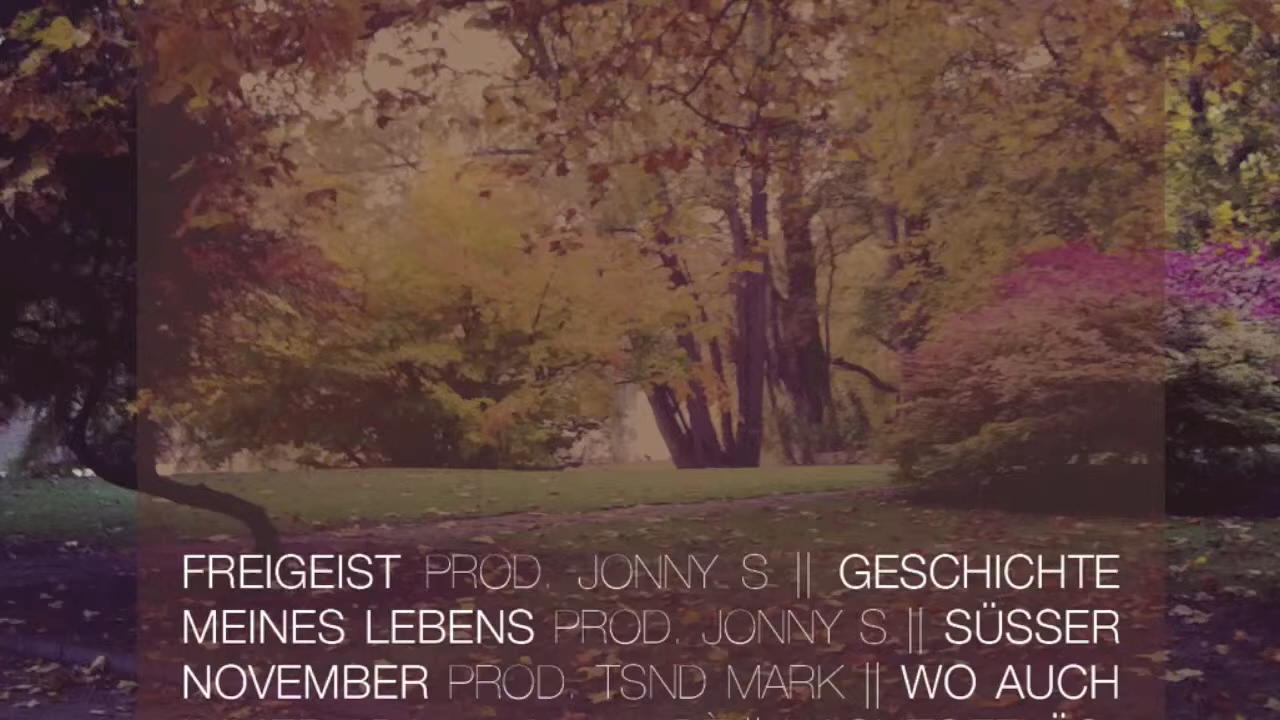 FREIGEIST PROD. JONNY S || GESCHICHTE
MEINES LEBENS PROD. JONNY S || SÜSSER
NOVEMBER PROD. TSND MARK || WO AUCH